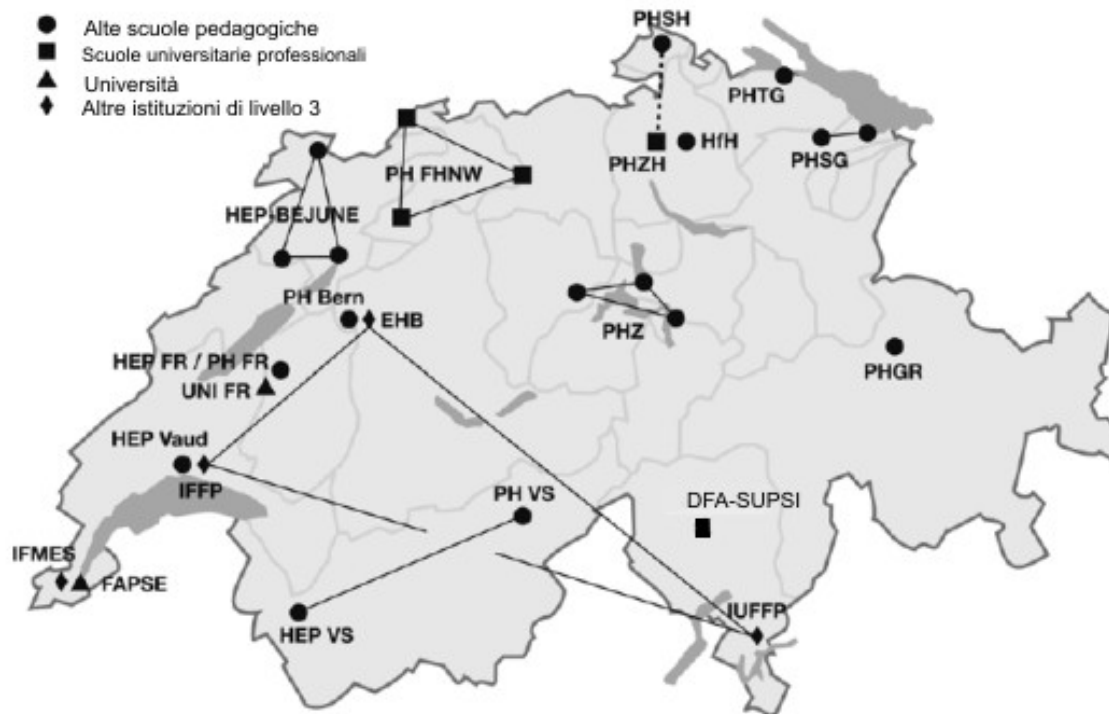 Alte scuole pedagogiche
Scuole universitarie professionali
Università
Altre istituzioni di livello 3
PHSH
PHTG
PHZH
HfH
PHSG
PH FHNW
HEP-BEJUNE
PH Bern
EHB
PHZ
PHGR
HEP FR / PH FR
UNI FR
HEP Vaud
IFFP
PH VS
DFA-SUPSI
IFMES
FAPSE
HEP VS
IUFFP